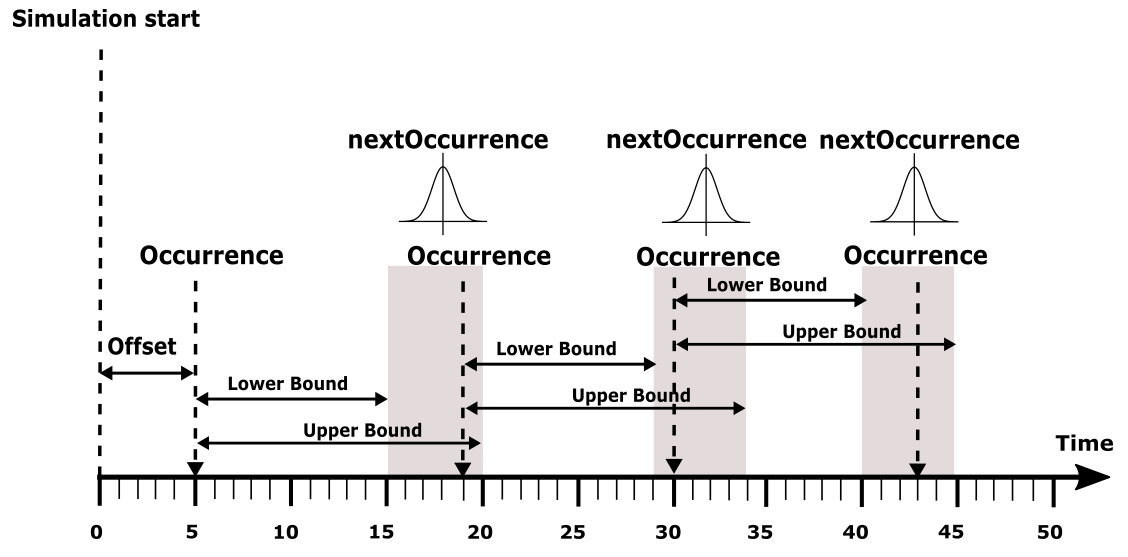 Simulation start
nextOccurrence nextOccurrence nextOccurrence
Occurrence Occurrence Occurrence Occurrence
Lower Bound
Upper Bound
Offset
Lower Bound
Lower Bound
Upper Bound
Upper Bound
Time
0 5 10 15 20 25 30 35 40 45 50